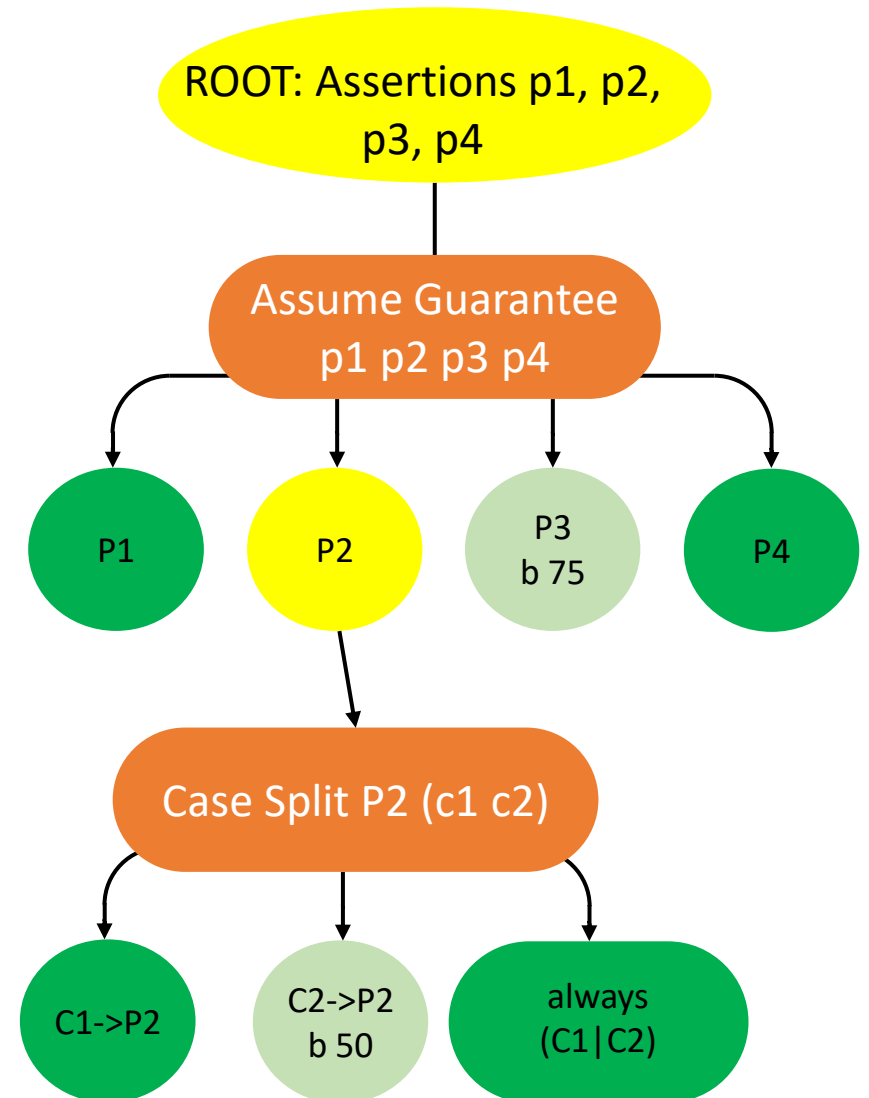 ROOT: Assertions p1, p2,
p3, p4
Assume Guarantee
p1 p2 p3 p4
P1
P2
P3
b 75
P4
Case Split P2 (c1 c2)
C1->P2
C2->P2
b 50
always
(C1|C2)